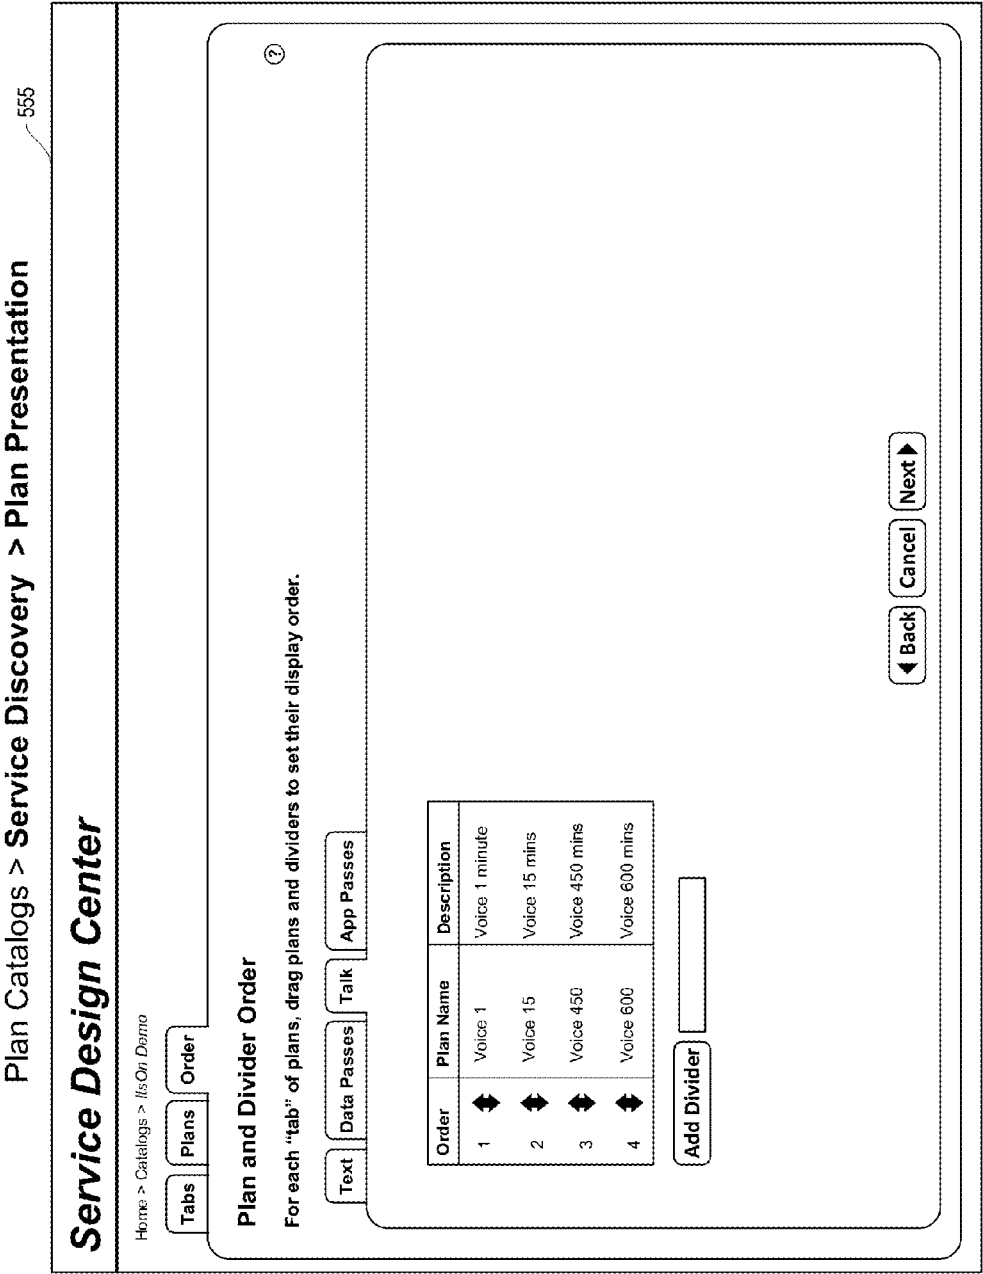 Plan Catalogs > Service Discovery > Plan Presentation
555
Service Design Center
Home > Catalogs > ItsOn Demo
Tabs Plans Order
Plan and Divider Order
?
For each “tab” of plans, drag plans and dividers to set their display order.
Text Data Passes Talk App Passes
Order Plan Name Description
1 Voice 1 Voice 1 minute
2 Voice 15 Voice 15 mins
3 Voice 450 Voice 450 mins
4 Voice 600 Voice 600 mins
Add Divider
Back Cancel Next